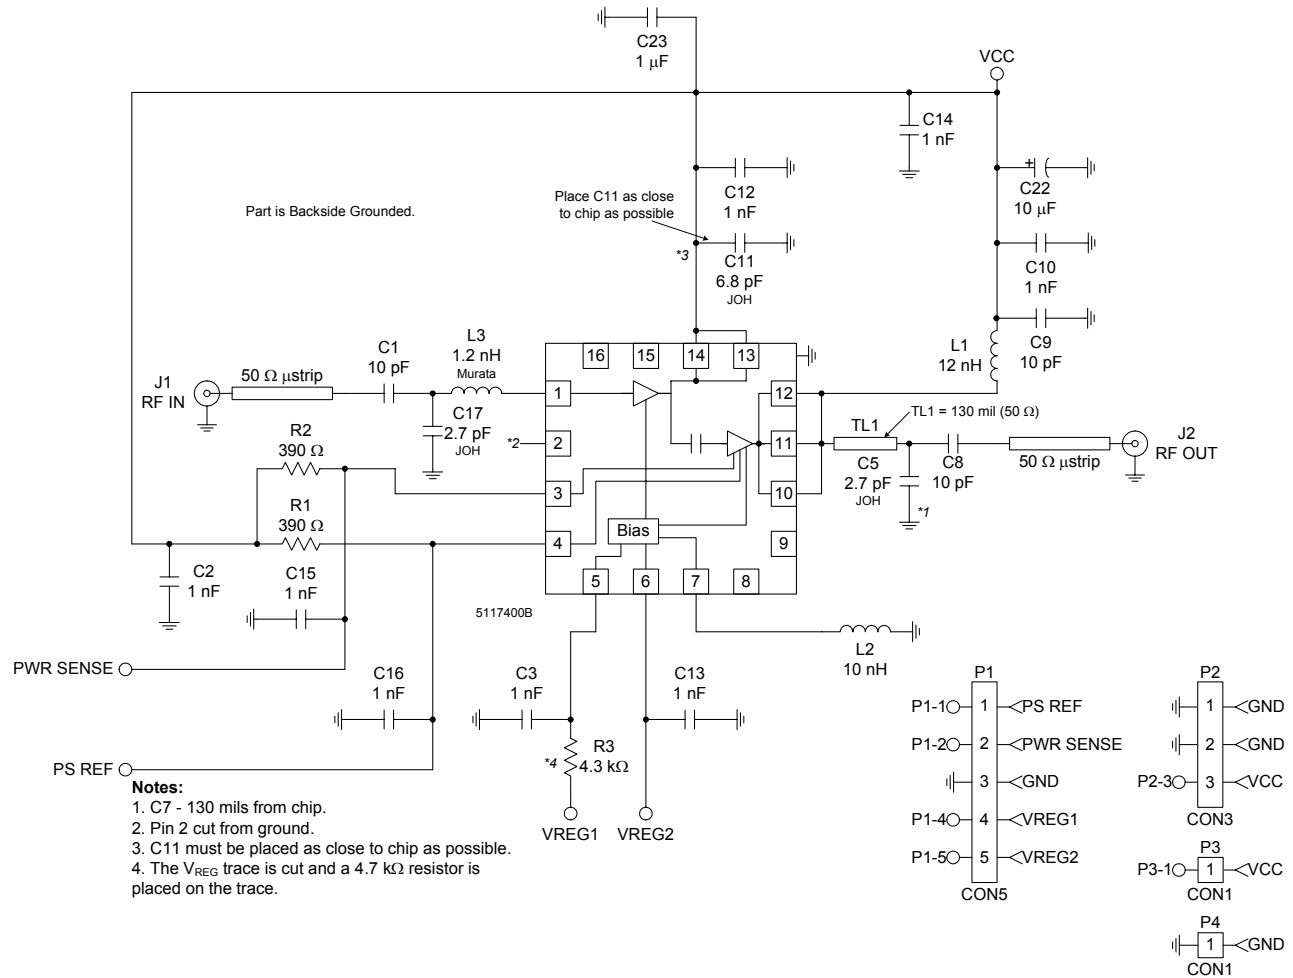 C23
1 µF
VCC
C14
1 nF
C12
1 nF
C22
10 µF
+
Place C11 as close
to chip as possible
Part is Backside Grounded.
*3
C11
6.8 pF
JOH
C10
1 nF
C9
10 pF
L1
12 nH
J1
RF IN
50 Ω µstrip
C1
10 pF
L3
1.2 nH
Murata
C17
2.7 pF
JOH
*2
16
15
14
13
1
2
3
4
12
11
10
9
5
6
7
8
Bias
TL1
TL1 = 130 mil (50 Ω)
C5
2.7 pF
JOH
*1
C8
10 pF
50 Ω µstrip
J2
RF OUT
R2
390 Ω
R1
390 Ω
C2
1 nF
C15
1 nF
5117400B
PWR SENSE
C16
1 nF
PS REF
C3
1 nF
C13
1 nF
L2
10 nH
*4
R3
4.3 kΩ
VREG1
VREG2
Notes:
1. C7 - 130 mils from chip.
2. Pin 2 cut from ground.
3. C11 must be placed as close to chip as possible.
4. The VREG trace is cut and a 4.7 kΩ resistor is
placed on the trace.
P1
P1-1 1 PS REF
P1-2 2 PWR SENSE
3 GND
P1-4 4 VREG1
P1-5 5 VREG2
CON5
P2
1 GND
2 GND
P2-3 3 VCC
CON3
P3
P3-1 1 VCC
CON1
P4
1 GND
CON1